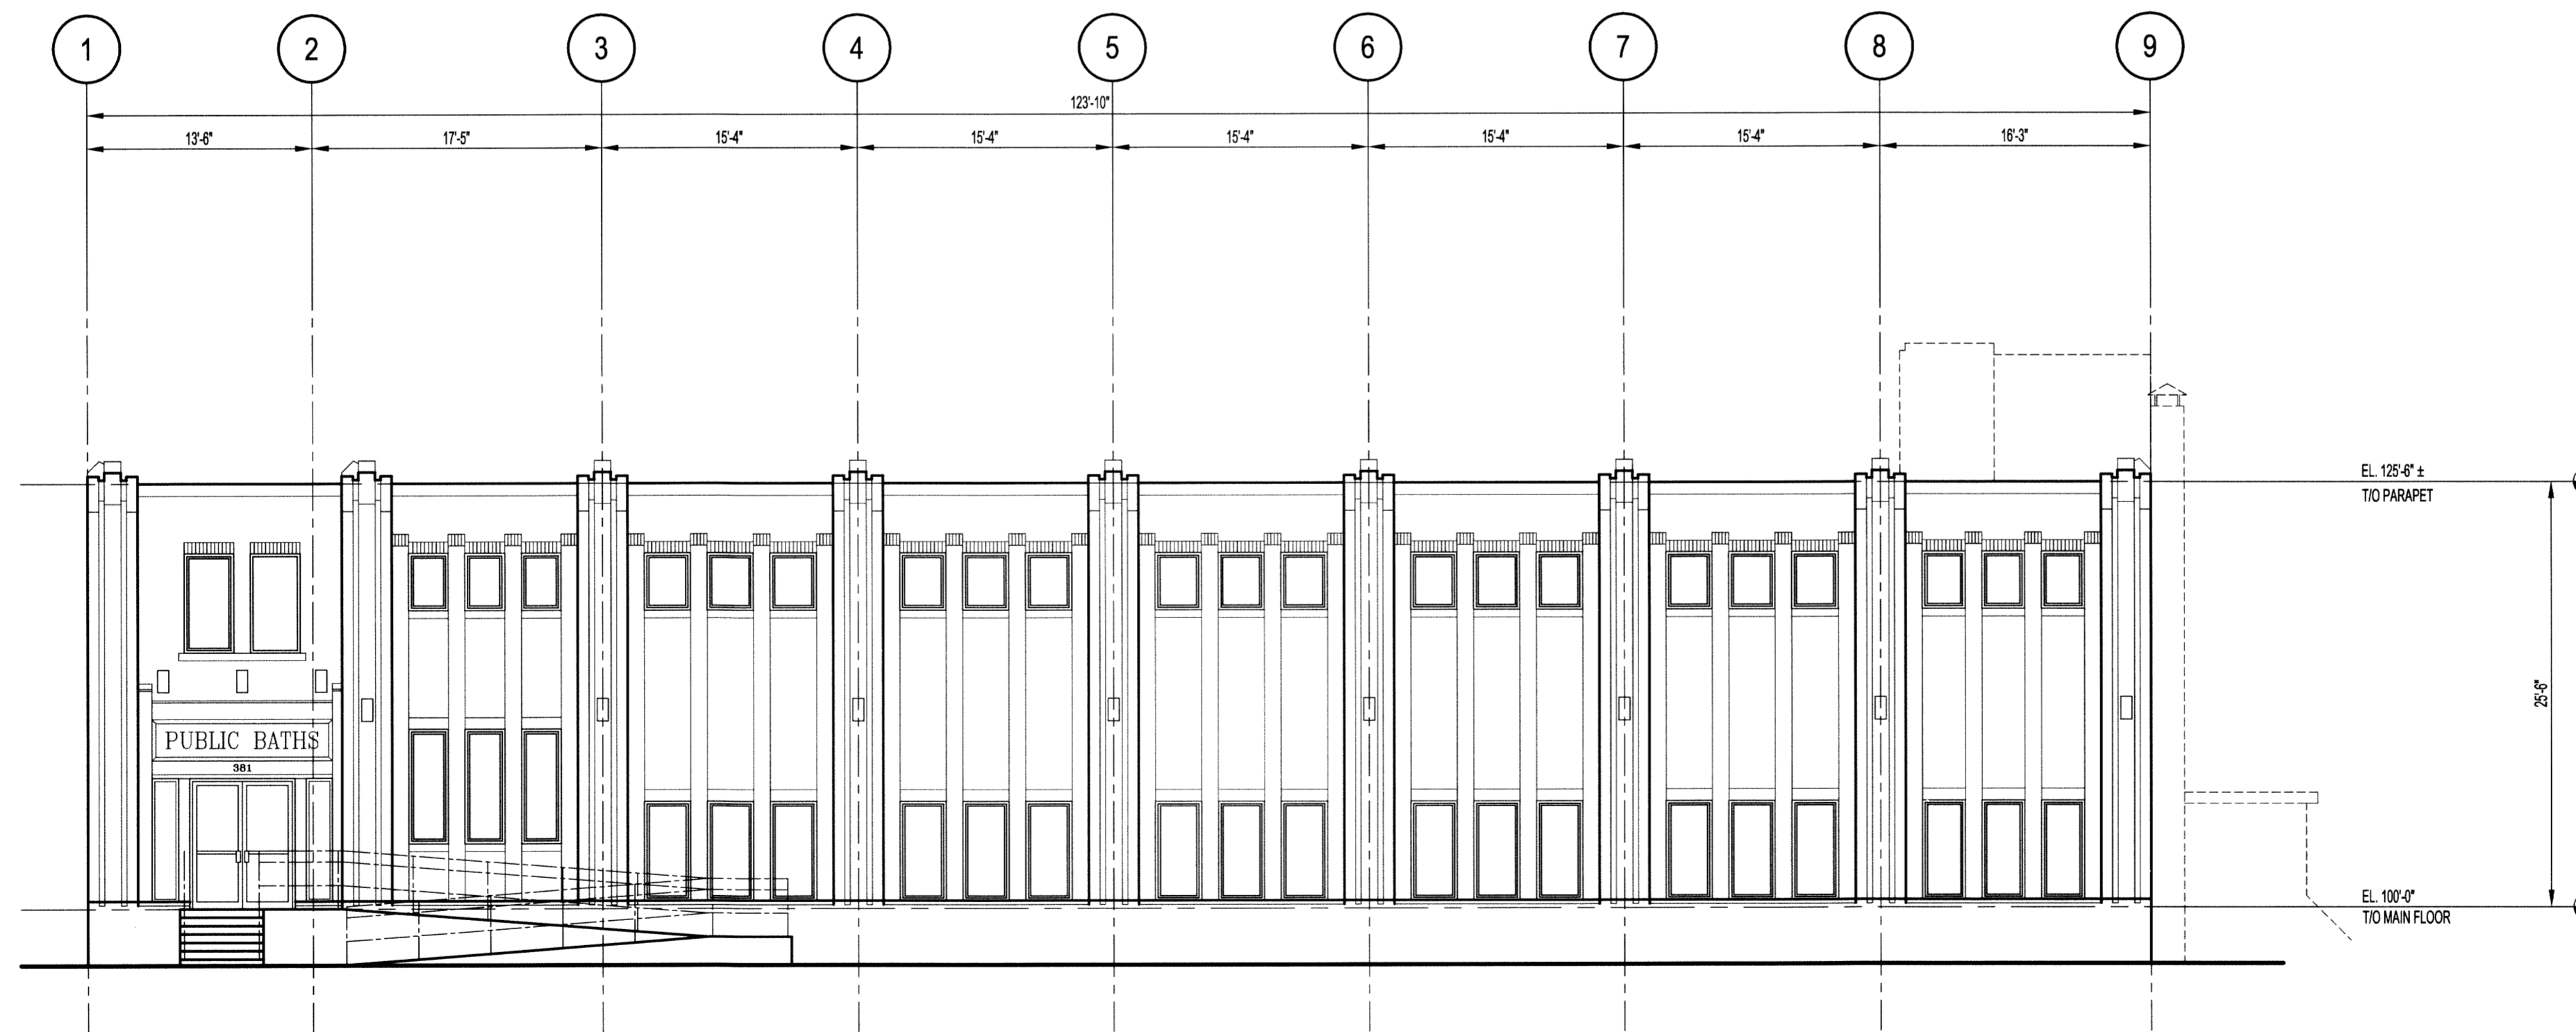 1 2 3 4 5 6 7 8 9
123'-10"
13'-6" 17'-5" 15'-4" 15'-4" 15'-4" 15'-4" 15'-4" 16'-3"
EL. 125'-6" ±
T/O PARAPET
25'-6"
PUBLIC BATHS
381
EL. 100'-0"
T/O MAIN FLOOR